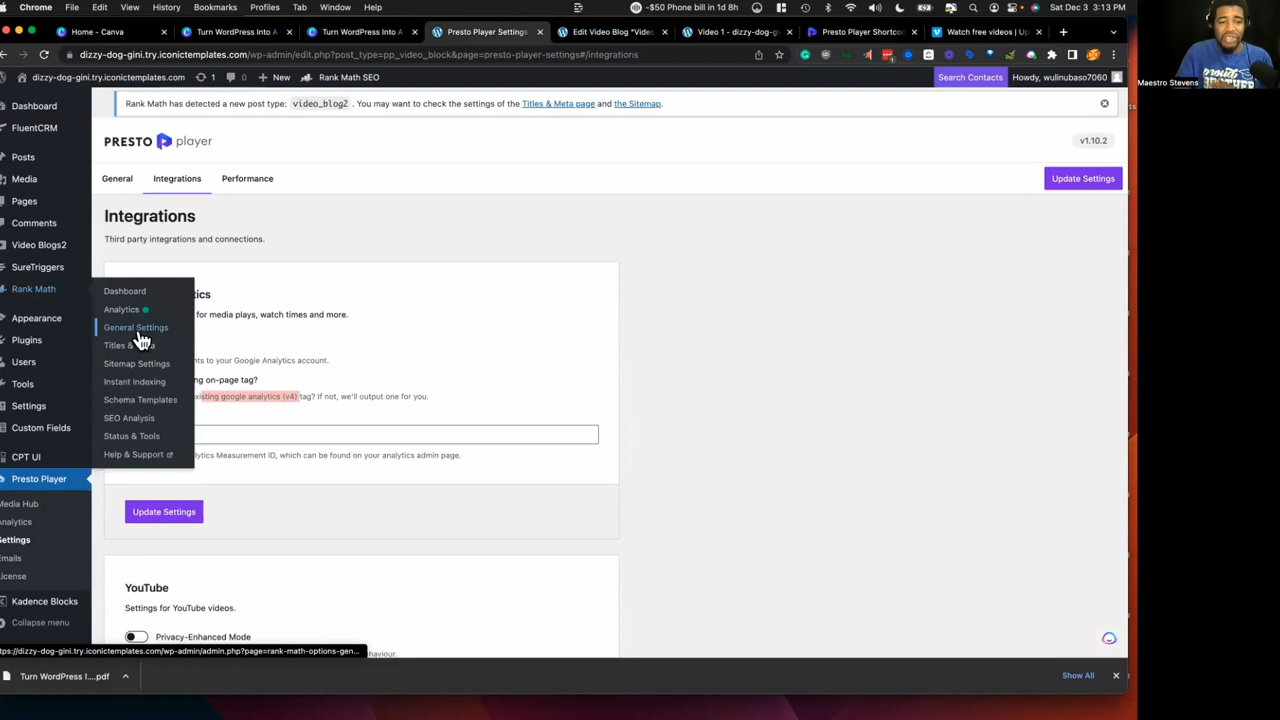 Chrome File Edit View History Bookmarks Profiles Tab Window Help
-$50 Phone bill in 1d 8h
Sat Dec 3 3:13 PM
Home - Canva
Turn WordPress Into A
Turn WordPress Into A
Presto Player Settings
Edit Video Blog "Video
Video 1 - dizzy-dog-gi
Presto Player Shortcod
Watch free videos | Up
dizzy-dog-gini.try.iconictemplates.com/wp-admin/edit.php?post_type=pp_video_block&page=presto-player-settings#/integrations
dizzy-dog-gini.try.iconictemplates.com
1
0
New
Rank Math SEO
Search Contacts
Howdy, wulinubaso7060
Maestro Stevens
Dashboard
FluentCRM
Posts
Media
Pages
Comments
Video Blogs2
SureTriggers
Rank Math
Appearance
Plugins
Users
Tools
Settings
Custom Fields
CPT UI
Presto Player
Media Hub
Analytics
Settings
Emails
License
Kadence Blocks
Collapse menu
Dashboard
Analytics
General Settings
Titles &
Sitemap Settings
Instant Indexing
Schema Templates
SEO Analysis
Status & Tools
Help & Support
Rank Math has detected a new post type: video_blog2. You may want to check the settings of the Titles & Meta page and the Sitemap.
PRESTO player
v1.10.2
General
Integrations
Performance
Update Settings
Integrations
Third party integrations and connections.
tics
for media plays, watch times and more.
nts to your Google Analytics account.
ng on-page tag?
xisting google analytics (v4) tag? If not, we'll output one for you.
alytics Measurement ID, which can be found on your analytics admin page.
Update Settings
YouTube
Settings for YouTube videos.
Privacy-Enhanced Mode
haviour.
tps://dizzy-dog-gini.try.iconictemplates.com/wp-admin/admin.php?page=rank-math-options-gen...
Turn WordPress I....pdf
Show All